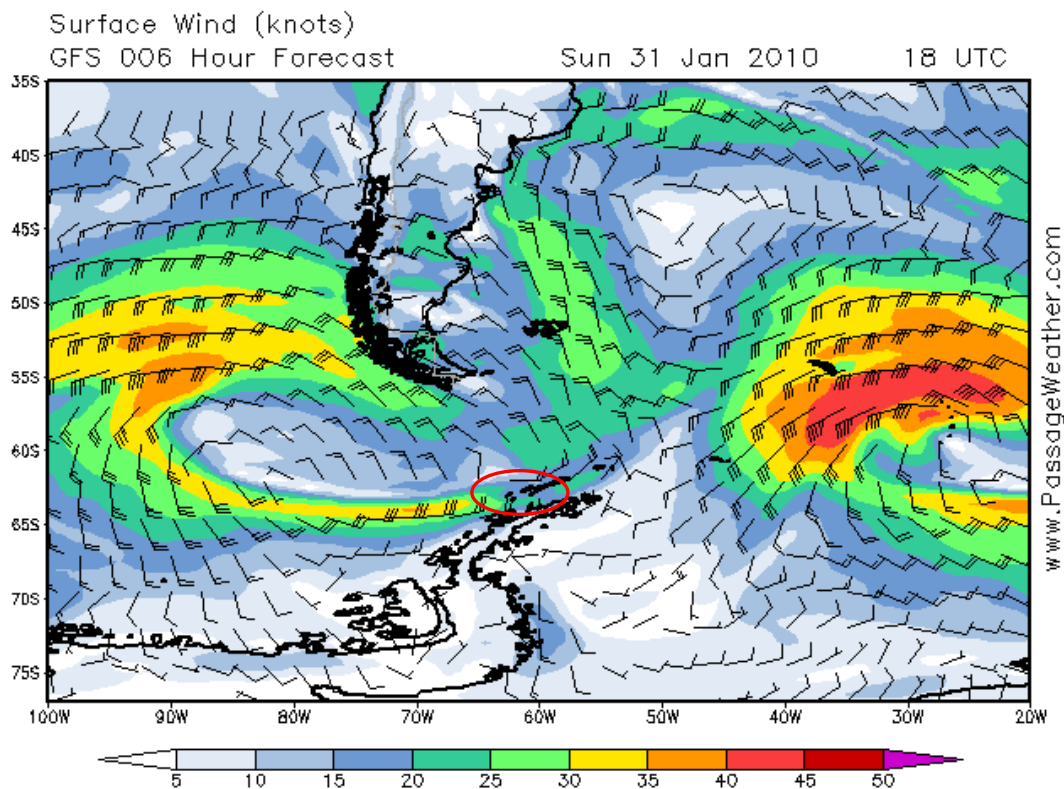 Surface Wind (knots)
GFS 006 Hour Forecast Sun 31 Jan 2010 18 UTC
35S
40S
45S
50S
55S
60S
65S
70S
75S
100W 90W 80W 70W 60W 50W 40W 30W 20W
5 10 15 20 25 30 35 40 45 50
www.PassageWeather.com